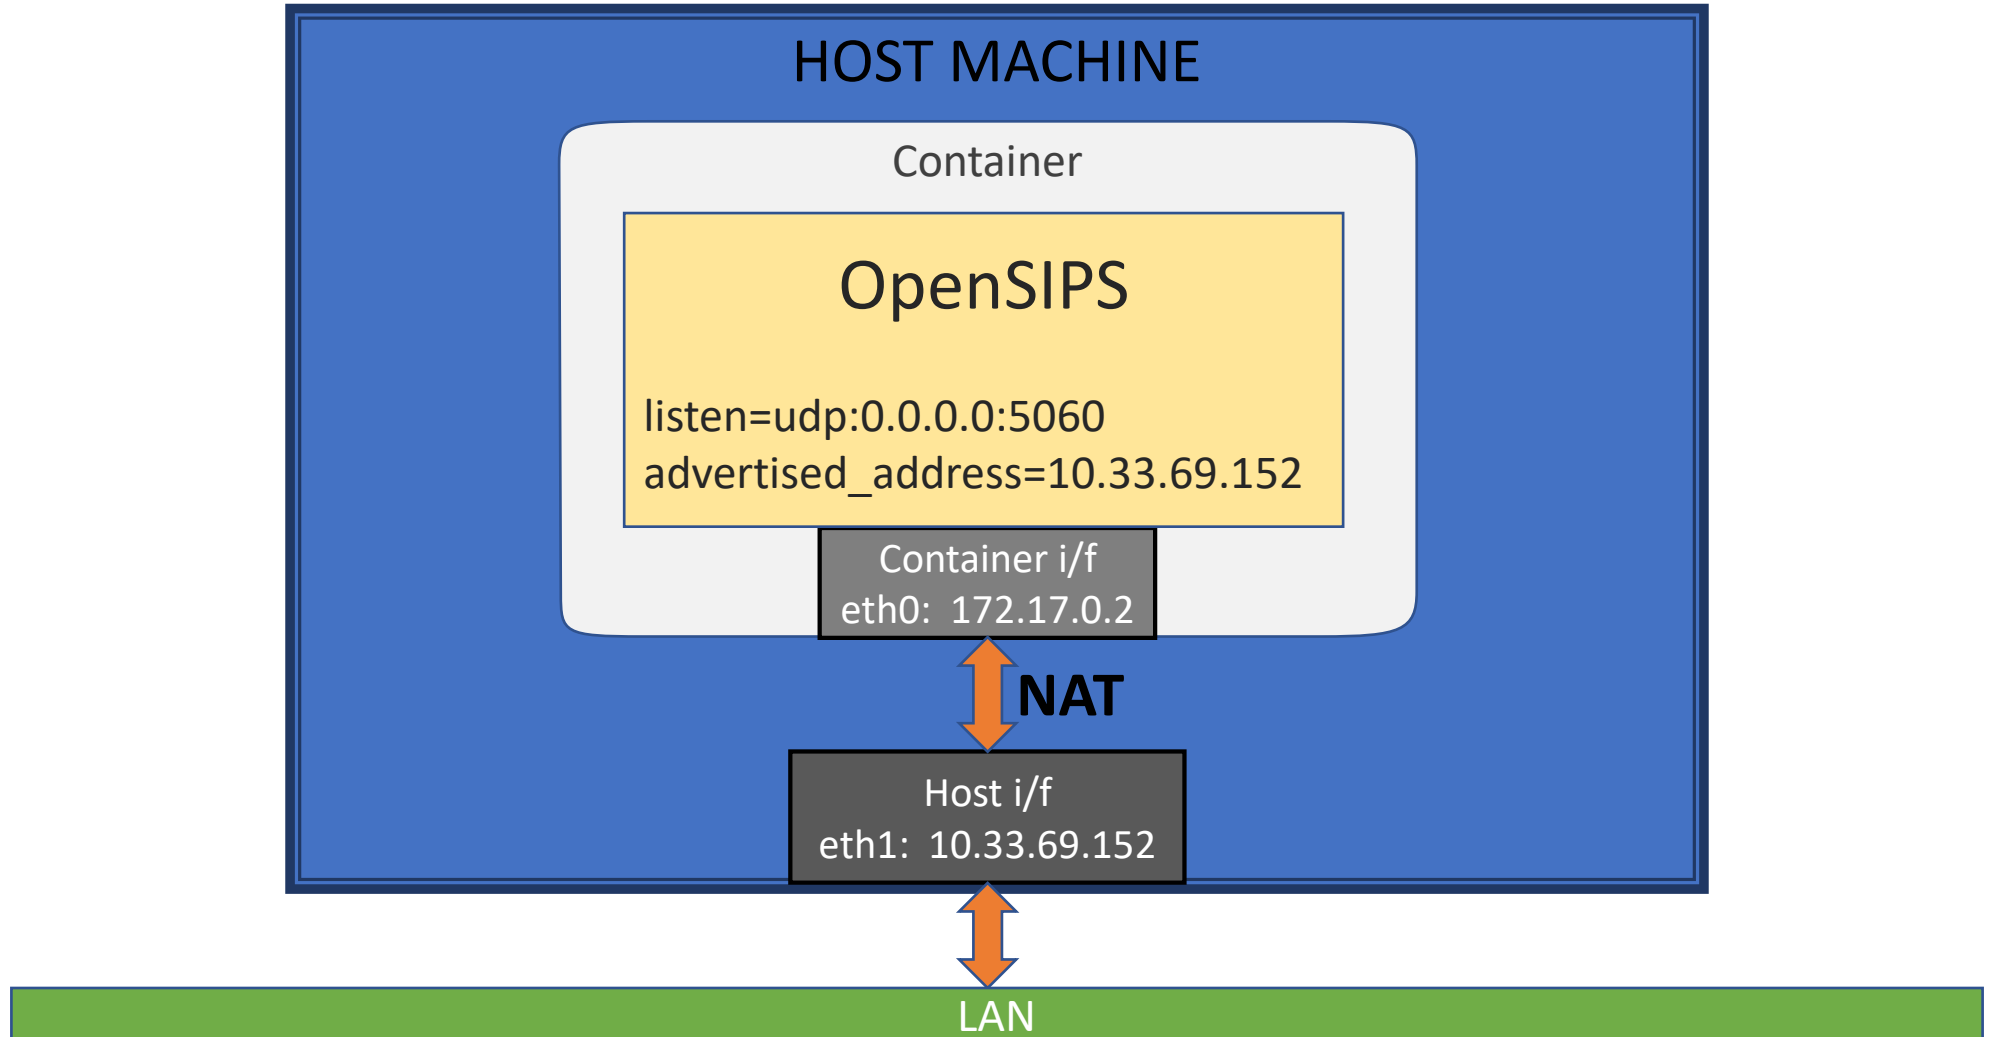 HOST MACHINE
Container
OpenSIPS
listen=udp:0.0.0.0:5060
advertised_address=10.33.69.152
Container i/f
eth0: 172.17.0.2
NAT
Host i/f
eth1: 10.33.69.152
LAN